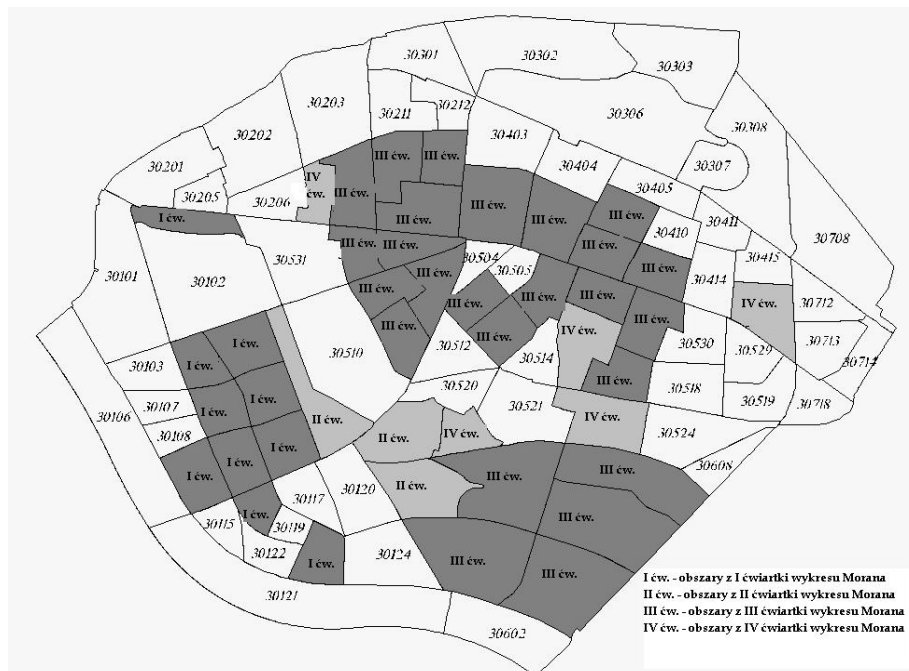 30301
30302
30303
30203
30211
30212
30306
30308
30202
30403
30307
30201
III ćw.
III ćw.
30404
IV
ćw.
30205
III ćw.
30405
30206
III ćw.
III ćw.
III ćw.
III ćw.
30411
I ćw.
30410
30708
III ćw.
III ćw.
III ćw.
30504
30415
30531
30505
III ćw.
30101
30102
III ćw.
30414
III ćw.
III ćw.
III ćw.
III ćw.
IV ćw.
30712
III ćw.
III ćw.
III ćw.
IV ćw.
I ćw.
30510
30512
30530
30713
30103
I ćw.
30514
30529
30714
III ćw.
30520
30518
30107
30519
30718
30106
I ćw.
I ćw.
30521
II ćw.
II ćw.
IV ćw.
IV ćw.
30108
30524
I ćw.
I ćw.
I ćw.
30608
III ćw.
III ćw.
II ćw.
30120
30117
I ćw.
III ćw.
30115
30119
30122
30124
I ćw.
III ćw.
III ćw.
30121
30602
I ćw. - obszary z I ćwiartki wykresu Morana
II ćw. - obszary z II ćwiartki wykresu Morana
III ćw. - obszary z III ćwiartki wykresu Morana
IV ćw. - obszary z IV ćwiartki wykresu Morana